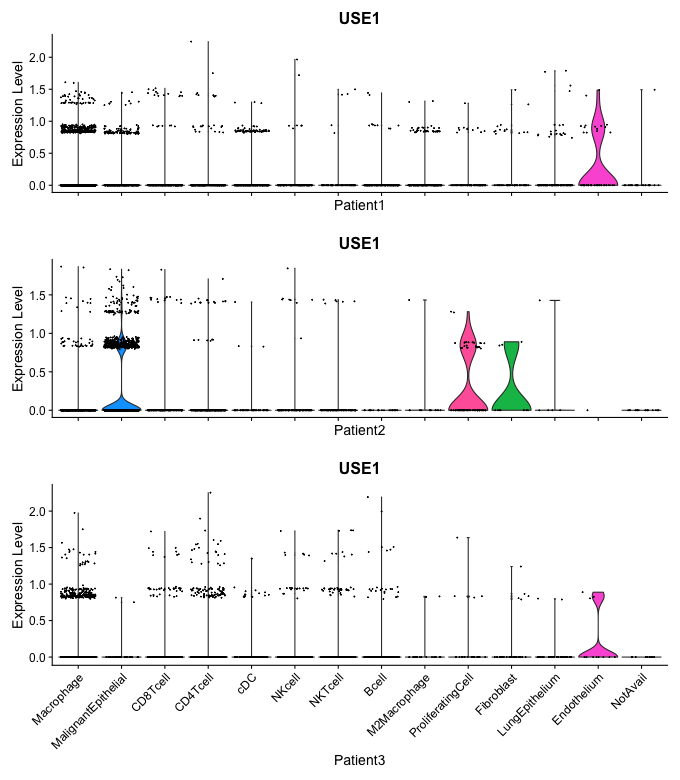 USE1
Expression Level
2.0
1.5
1.0
0.5
0.0
Patient1
USE1
Expression Level
1.5
1.0
0.5
0.0
Patient2
USE1
Expression Level
2.0
1.5
1.0
0.5
0.0
Macrophage
MalignantEpithelial
CD8Tcell
CD4Tcell
cDC
NKcell
NKTcell
Bcell
M2Macrophage
ProliferatingCell
Fibroblast
LungEpithelium
Endothelium
NotAvail
Patient3